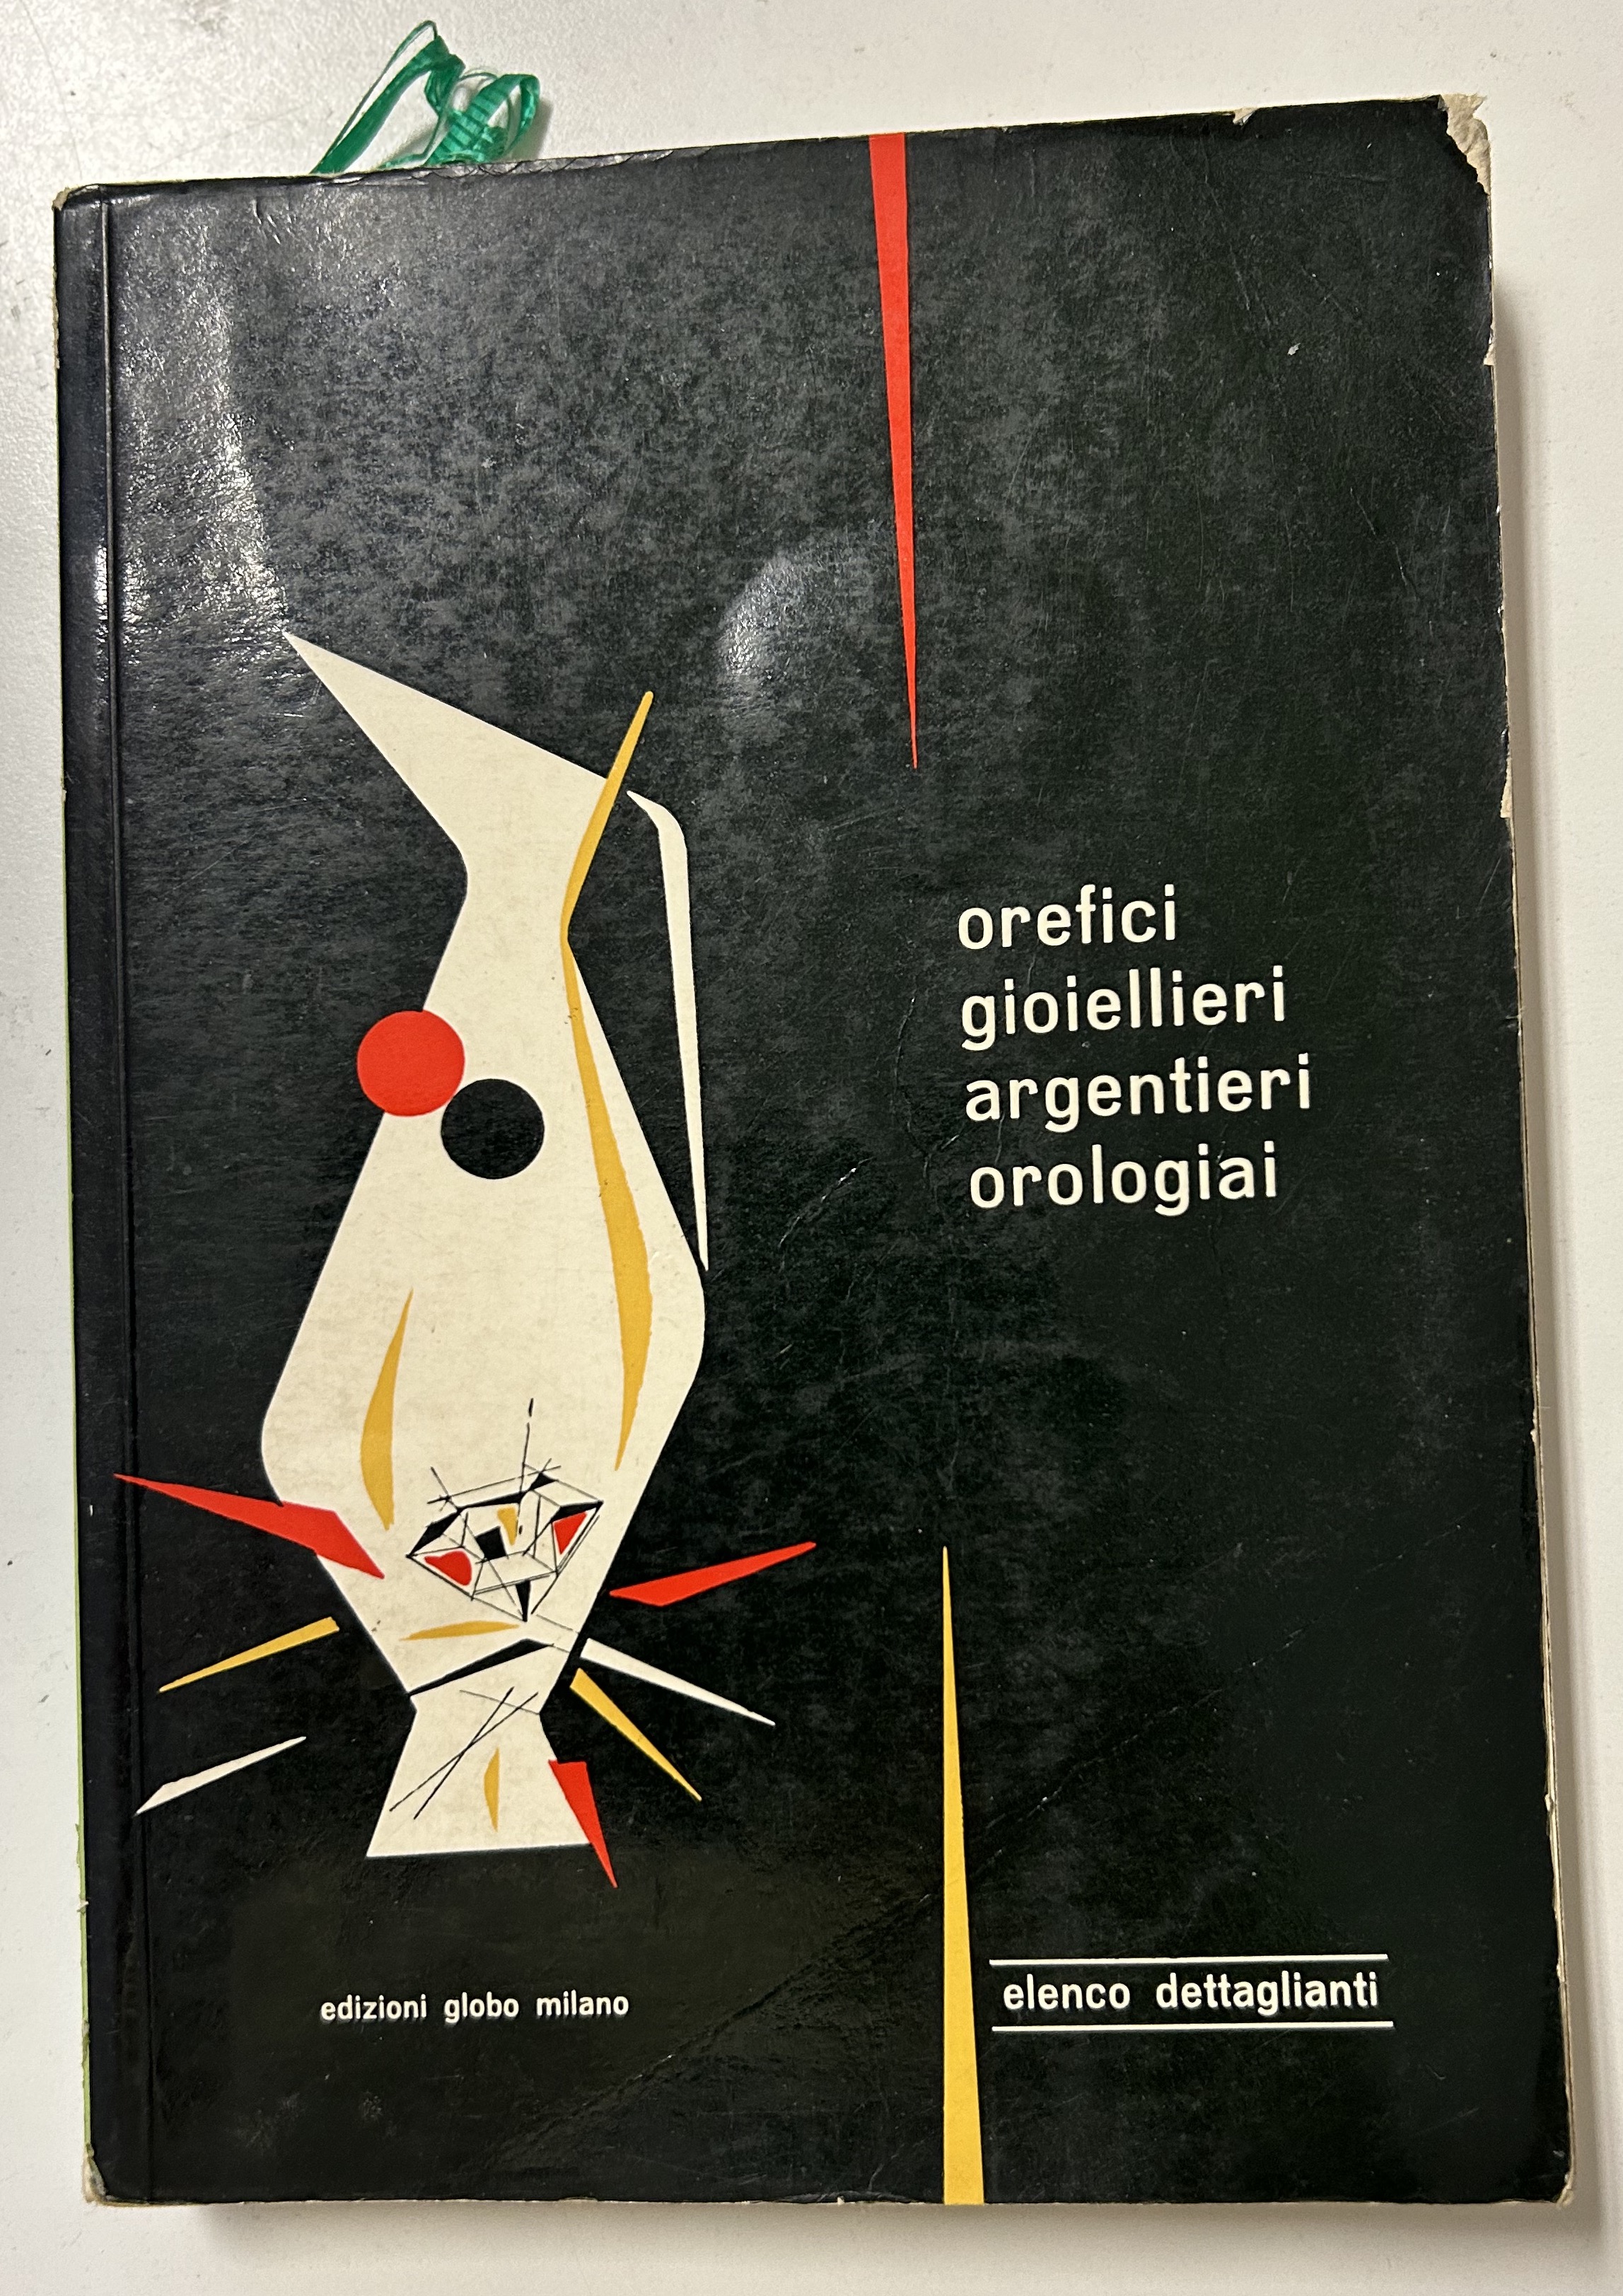 orefici
gioiellieri
argentieri
orologiai
edizioni globo milano
elenco dettaglianti